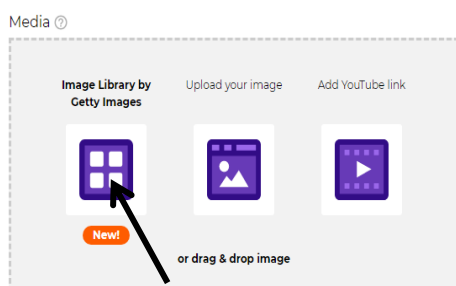 Media
Image Library by
Getty Images
Upload your image
Add YouTube link
New!
or drag & drop image